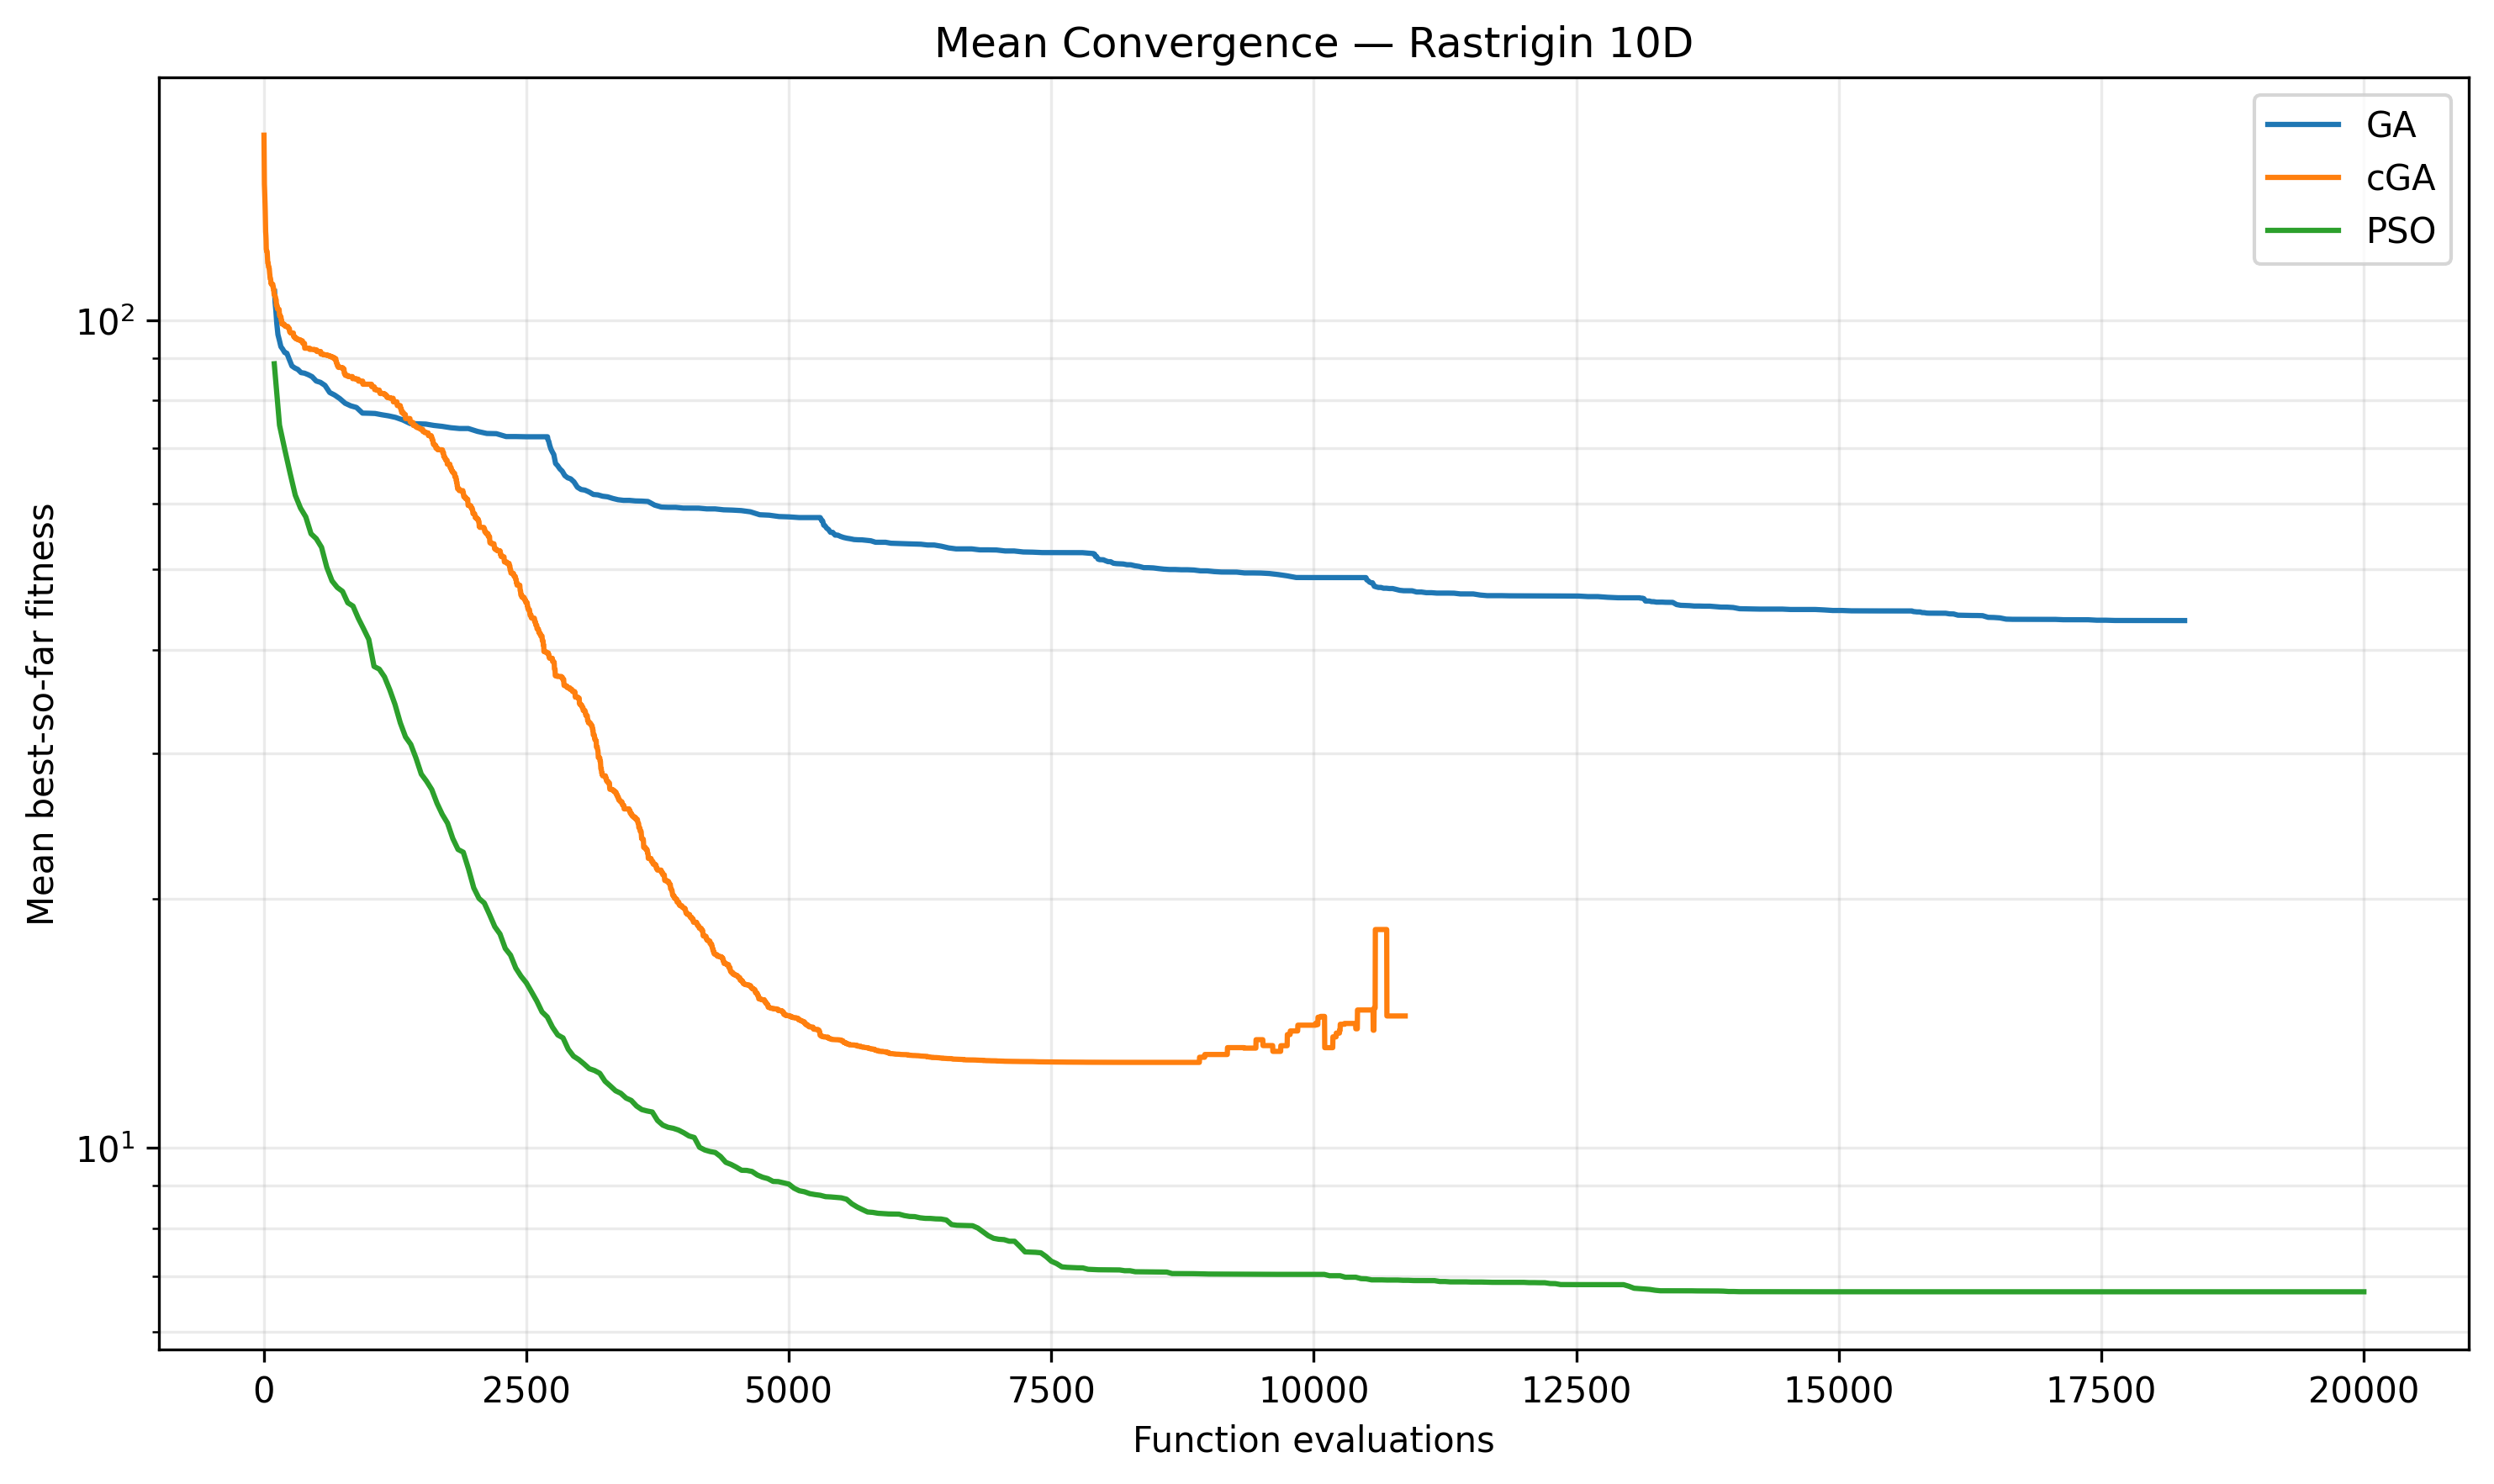 Mean Convergence — Rastrigin 10D
GA
cGA
PSO
Mean best-so-far fitness
10²
10¹
0 2500 5000 7500 10000 12500 15000 17500 20000
Function evaluations